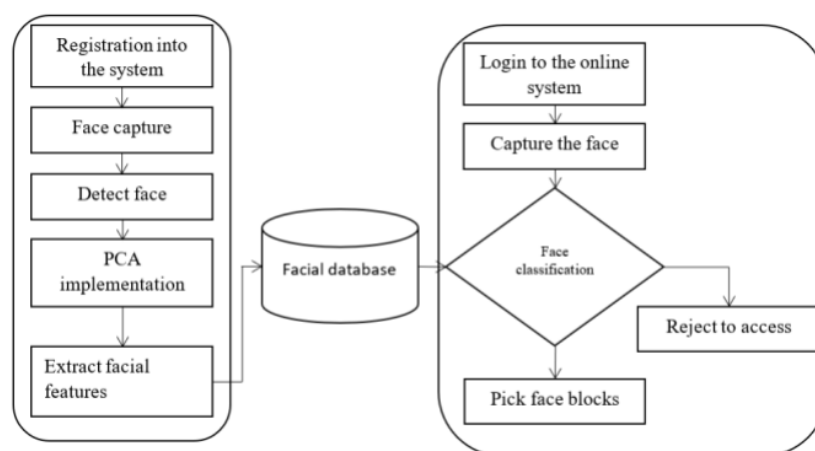 Registration into
the system
Face capture
Detect face
PCA
implementation
Extract facial
features
Facial database
Login to the online
system
Capture the face
Face
classification
Reject to access
Pick face blocks